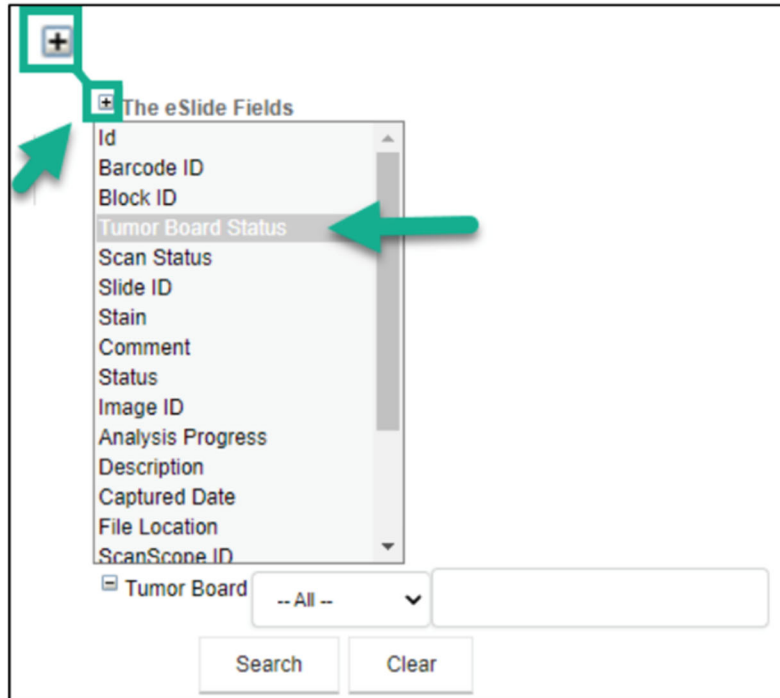 The eSlide Fields
Id
Barcode ID
Block ID
Tumor Board Status
Scan Status
Slide ID
Stain
Comment
Status
Image ID
Analysis Progress
Description
Captured Date
File Location
ScanScope ID
Tumor Board -- All --
Search Clear